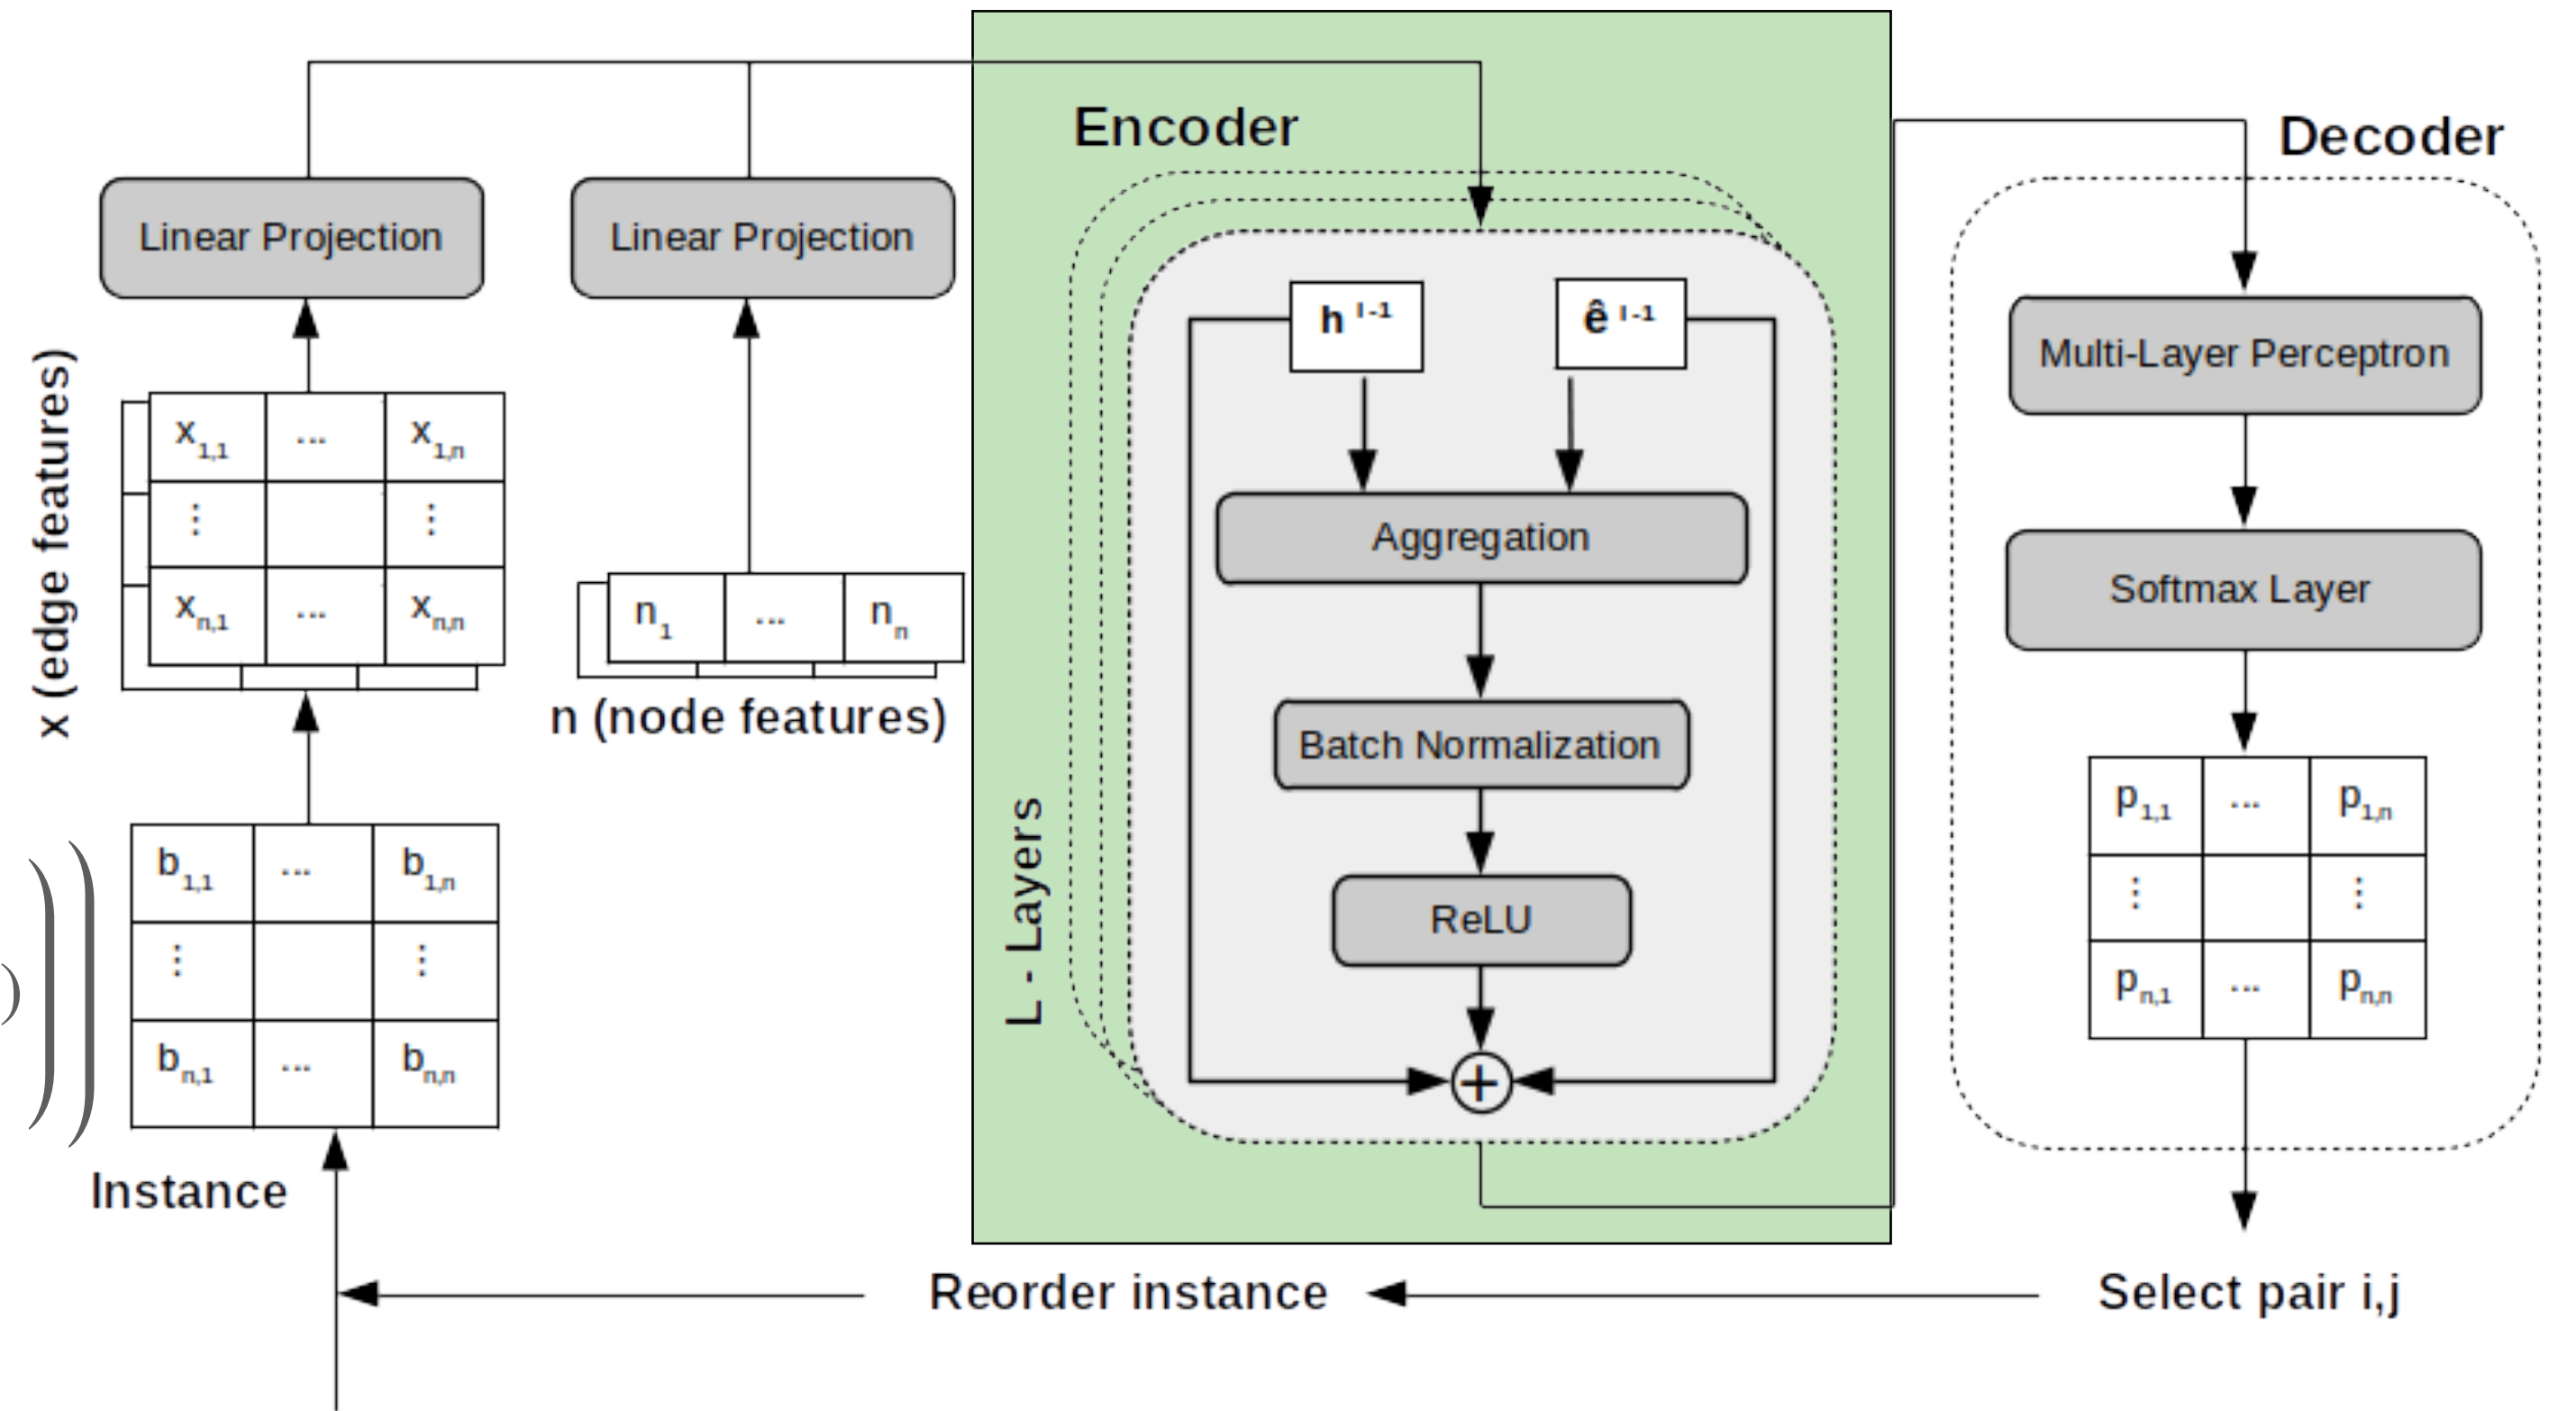 Encoder
Decoder
Linear Projection
Linear Projection
h l-1
ê l-1
Multi-Layer Perceptron
x (edge features)
x1,1 ... x1,n
⋮ ⋮
xn,1 ... xn,n
Aggregation
Softmax Layer
n1 ... nn
n (node features)
Batch Normalization
L - Layers
ReLU
p1,1 ... p1,n
⋮ ⋮
pn,1 ... pn,n
b1,1 ... b1,n
⋮ ⋮
bn,1 ... bn,n
)
)
)
+
Instance
Reorder instance
Select pair i,j